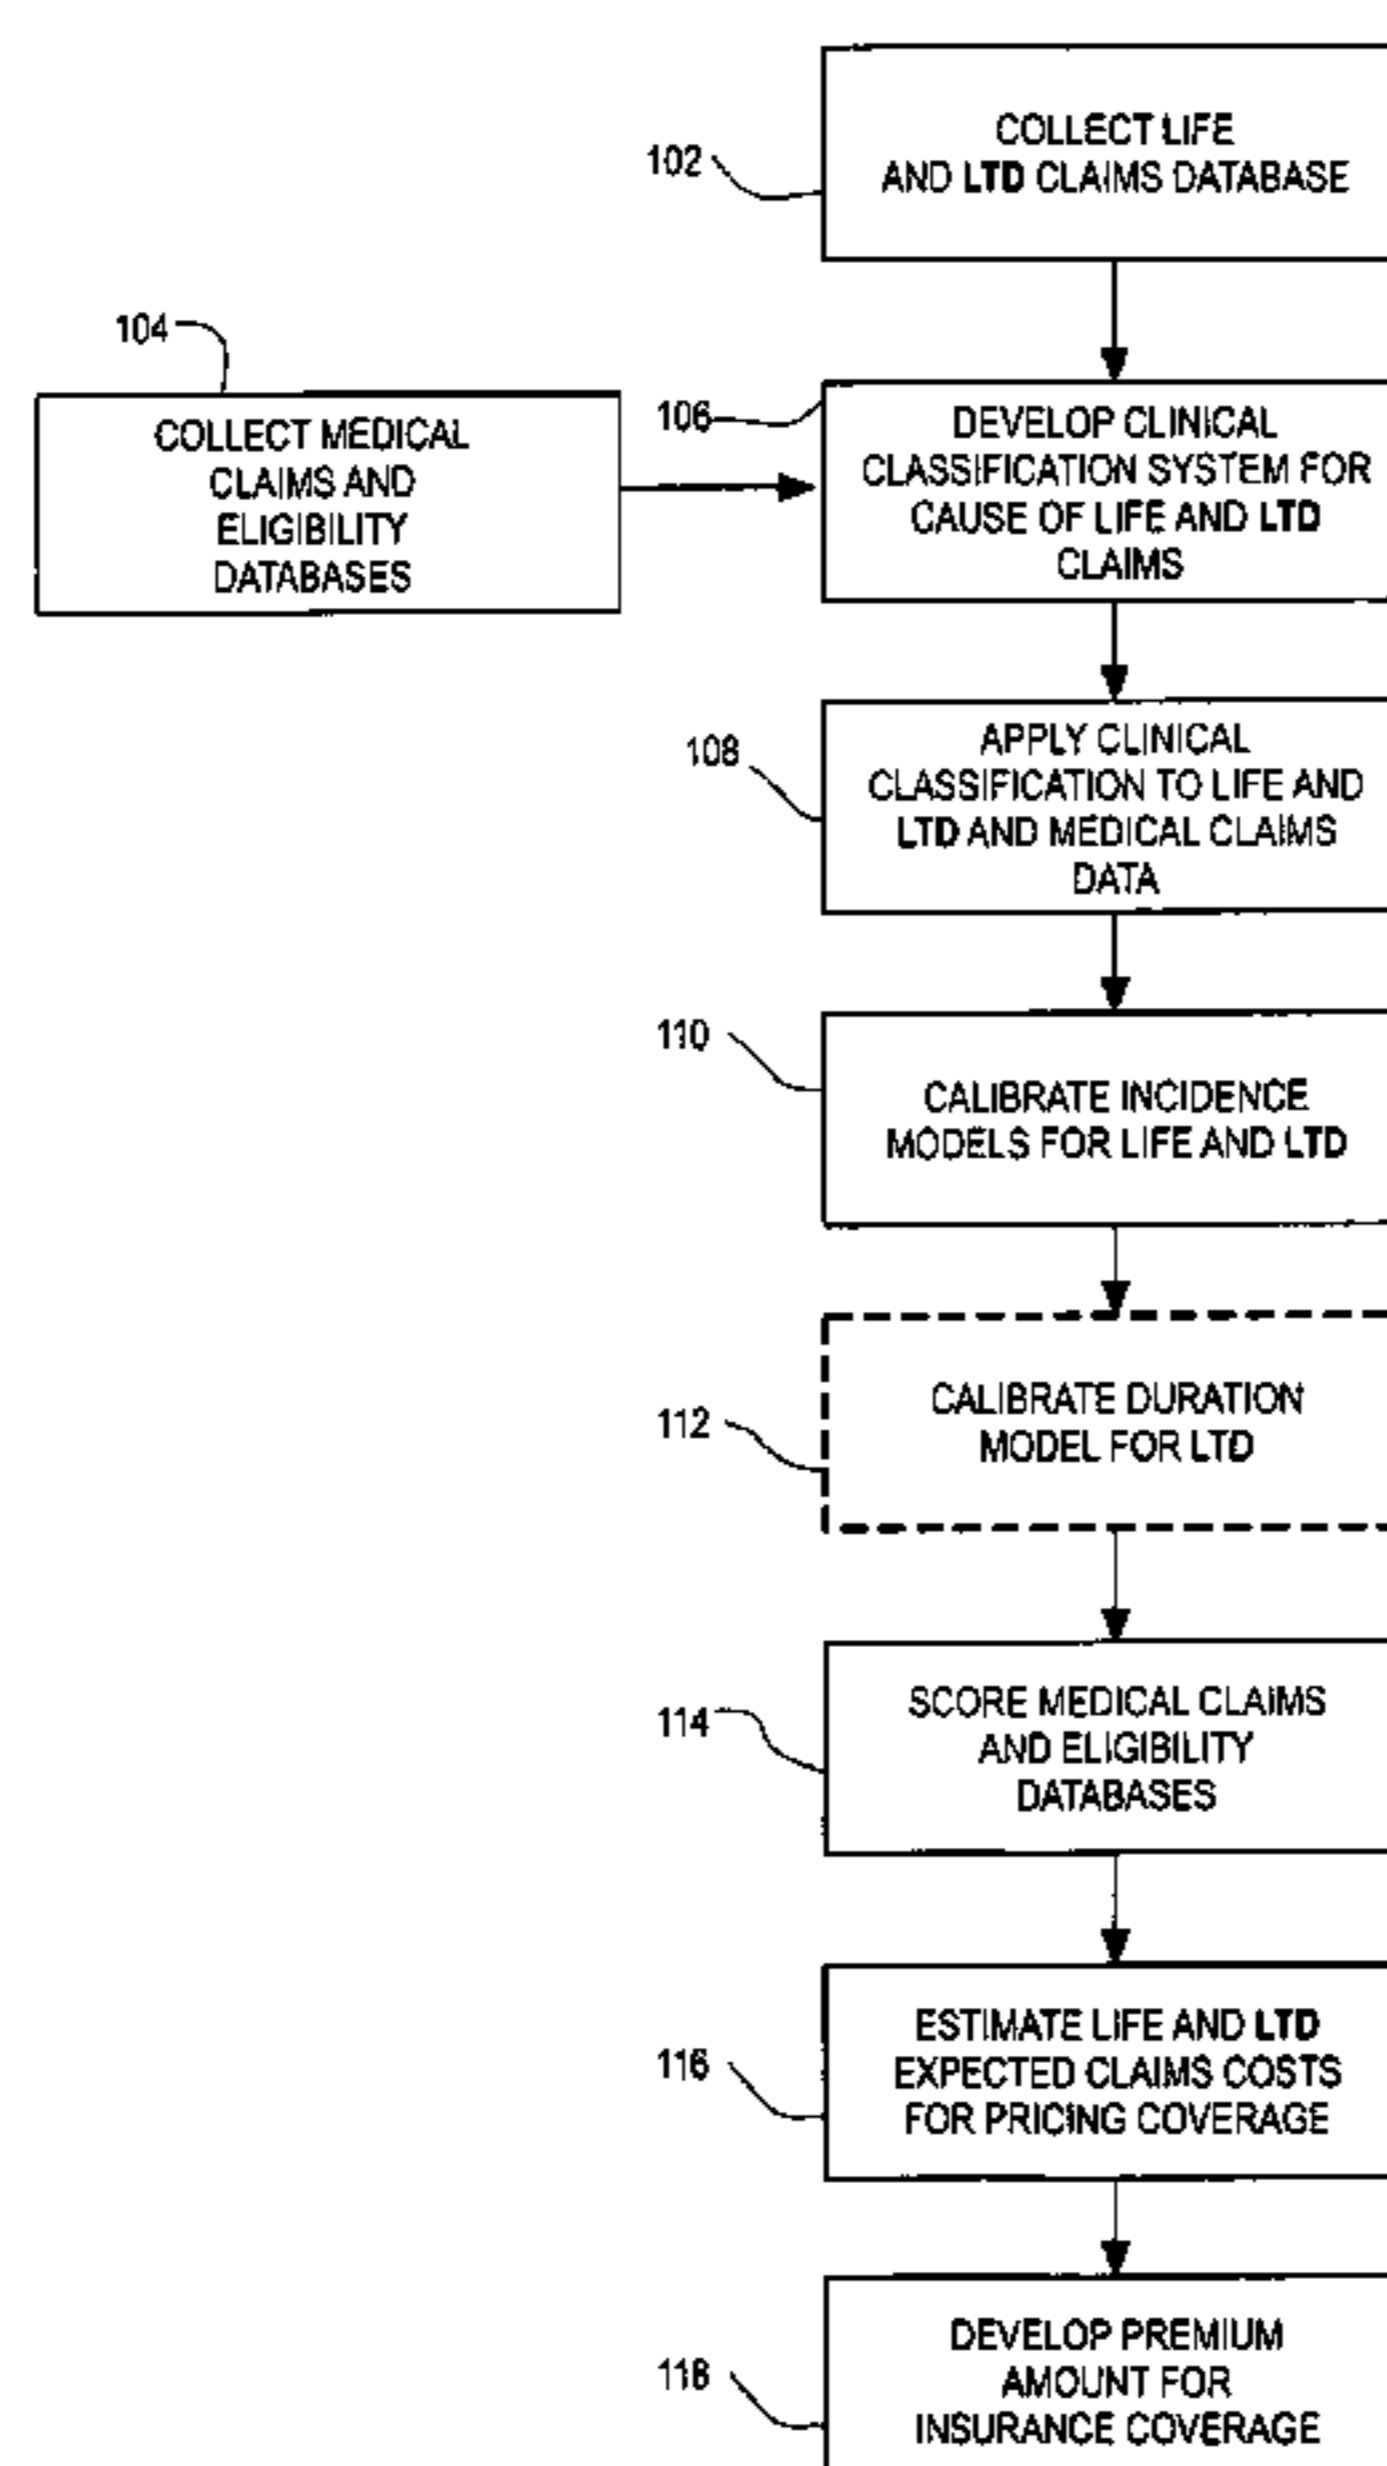 102
COLLECT LIFE
AND LTD CLAIMS DATABASE
104
COLLECT MEDICAL
CLAIMS AND
ELIGIBILITY
DATABASES
106
DEVELOP CLINICAL
CLASSIFICATION SYSTEM FOR
CAUSE OF LIFE AND LTD
CLAIMS
108
APPLY CLINICAL
CLASSIFICATION TO LIFE AND
LTD AND MEDICAL CLAIMS
DATA
110
CALIBRATE INCIDENCE
MODELS FOR LIFE AND LTD
112
CALIBRATE DURATION
MODEL FOR LTD
114
SCORE MEDICAL CLAIMS
AND ELIGIBILITY
DATABASES
116
ESTIMATE LIFE AND LTD
EXPECTED CLAIMS COSTS
FOR PRICING COVERAGE
118
DEVELOP PREMIUM
AMOUNT FOR
INSURANCE COVERAGE